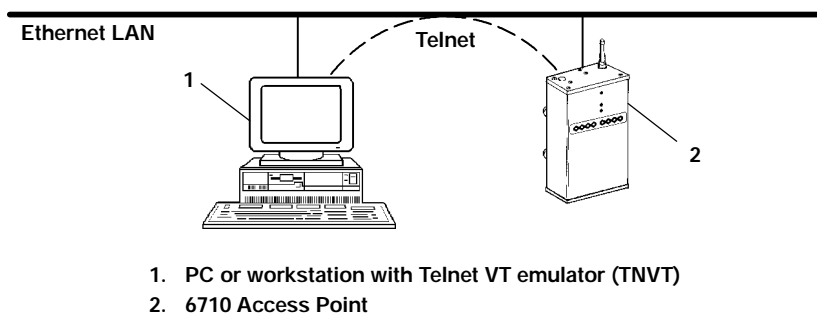 Ethernet LAN
Telnet
1
2
1. PC or workstation with Telnet VT emulator (TNVT)
2. 6710 Access Point